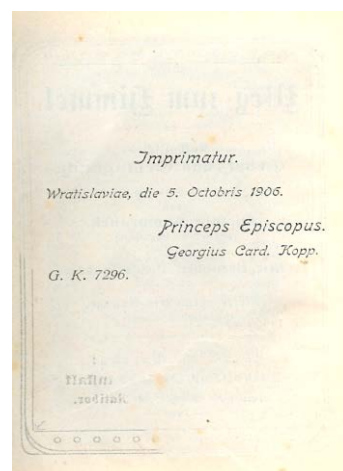 Imprimatur.
Wratislaviae, die 5. Octobris 1906.
Princeps Episcopus.
Georgius Card. Kopp.
G. K. 7296.